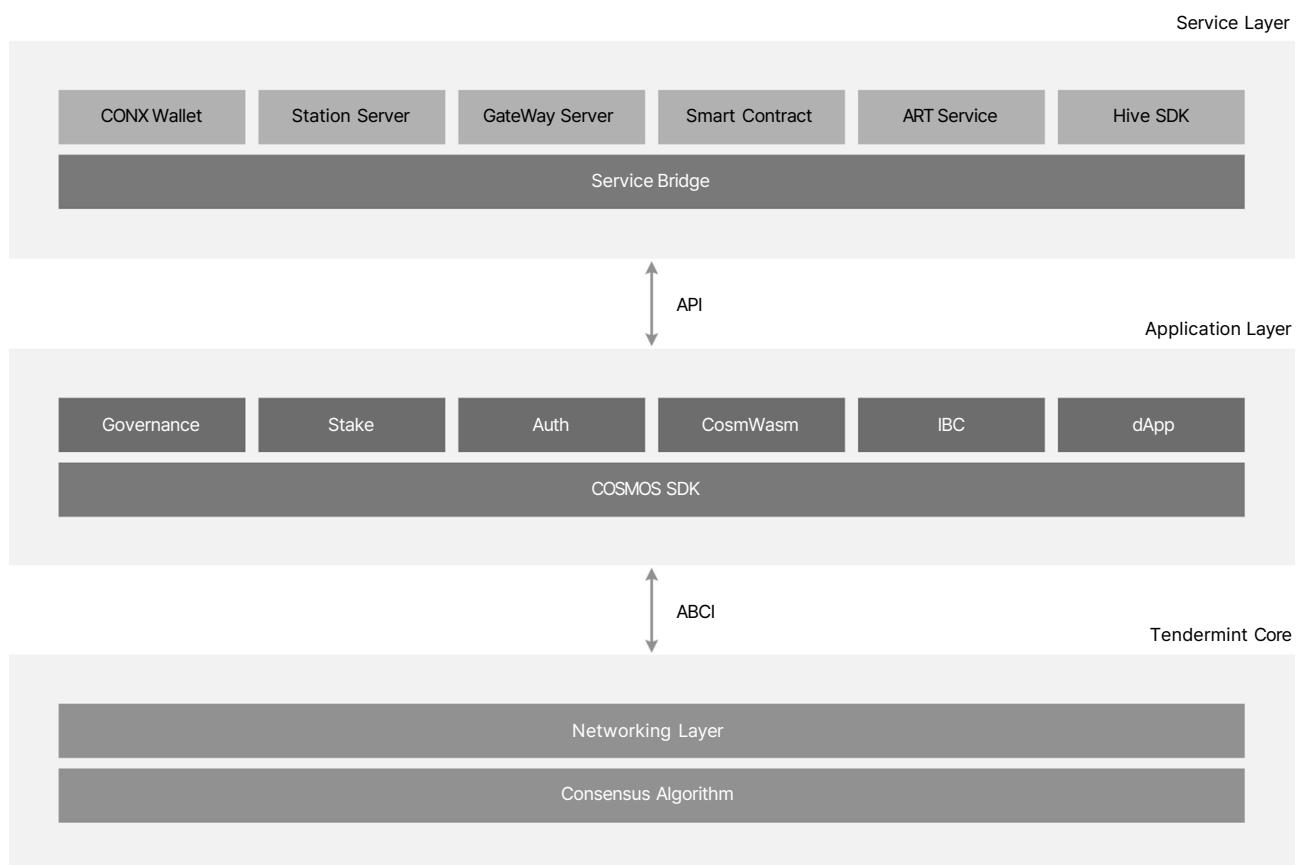 Service Layer
CONX Wallet
Station Server
GateWay Server
Smart Contract
ART Service
Hive SDK
Service Bridge
API
Application Layer
Governance
Stake
Auth
CosmWasm
IBC
dApp
COSMOS SDK
ABCI
Tendermint Core
Networking Layer
Consensus Algorithm